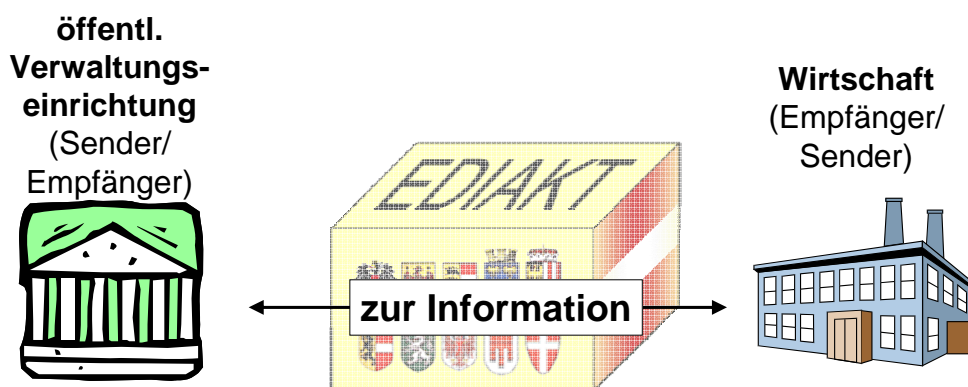 öffentl.
Verwaltungs-
einrichtung
(Sender/
Empfänger)
EDIAKT
zur Information
Wirtschaft
(Empfänger/
Sender)